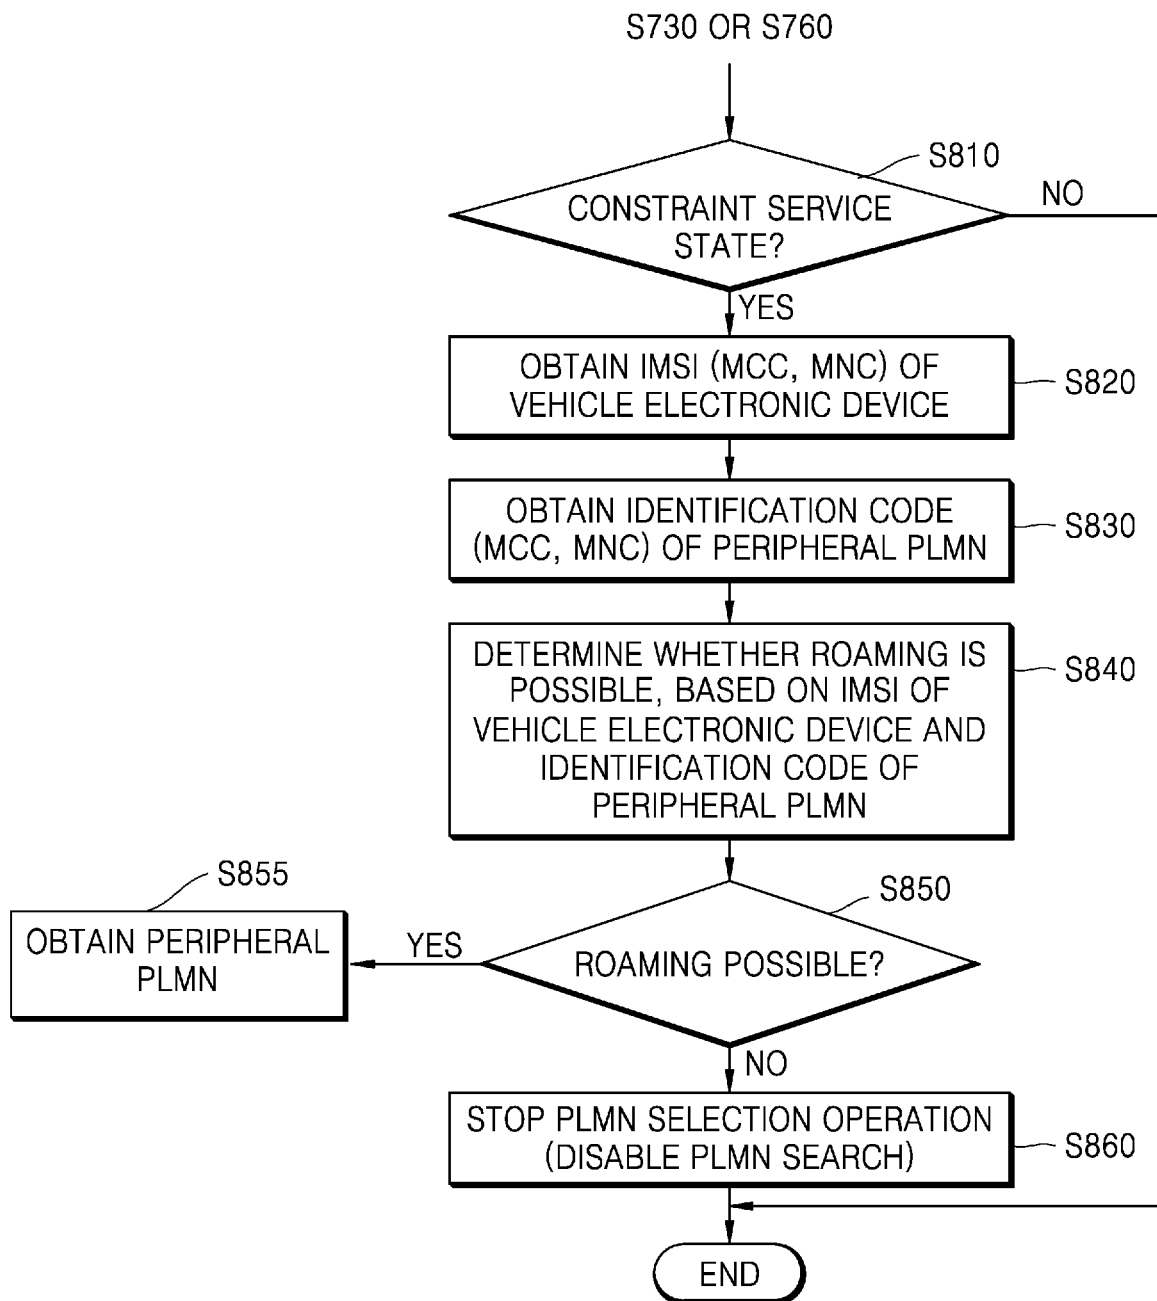 S730 OR S760
S810
CONSTRAINT SERVICE
STATE?
NO
YES
OBTAIN IMSI (MCC, MNC) OF
VEHICLE ELECTRONIC DEVICE
S820
OBTAIN IDENTIFICATION CODE
(MCC, MNC) OF PERIPHERAL PLMN
S830
DETERMINE WHETHER ROAMING IS
POSSIBLE, BASED ON IMSI OF
VEHICLE ELECTRONIC DEVICE AND
IDENTIFICATION CODE OF
PERIPHERAL PLMN
S840
S850
ROAMING POSSIBLE?
YES
S855
OBTAIN PERIPHERAL
PLMN
NO
STOP PLMN SELECTION OPERATION
(DISABLE PLMN SEARCH)
S860
END